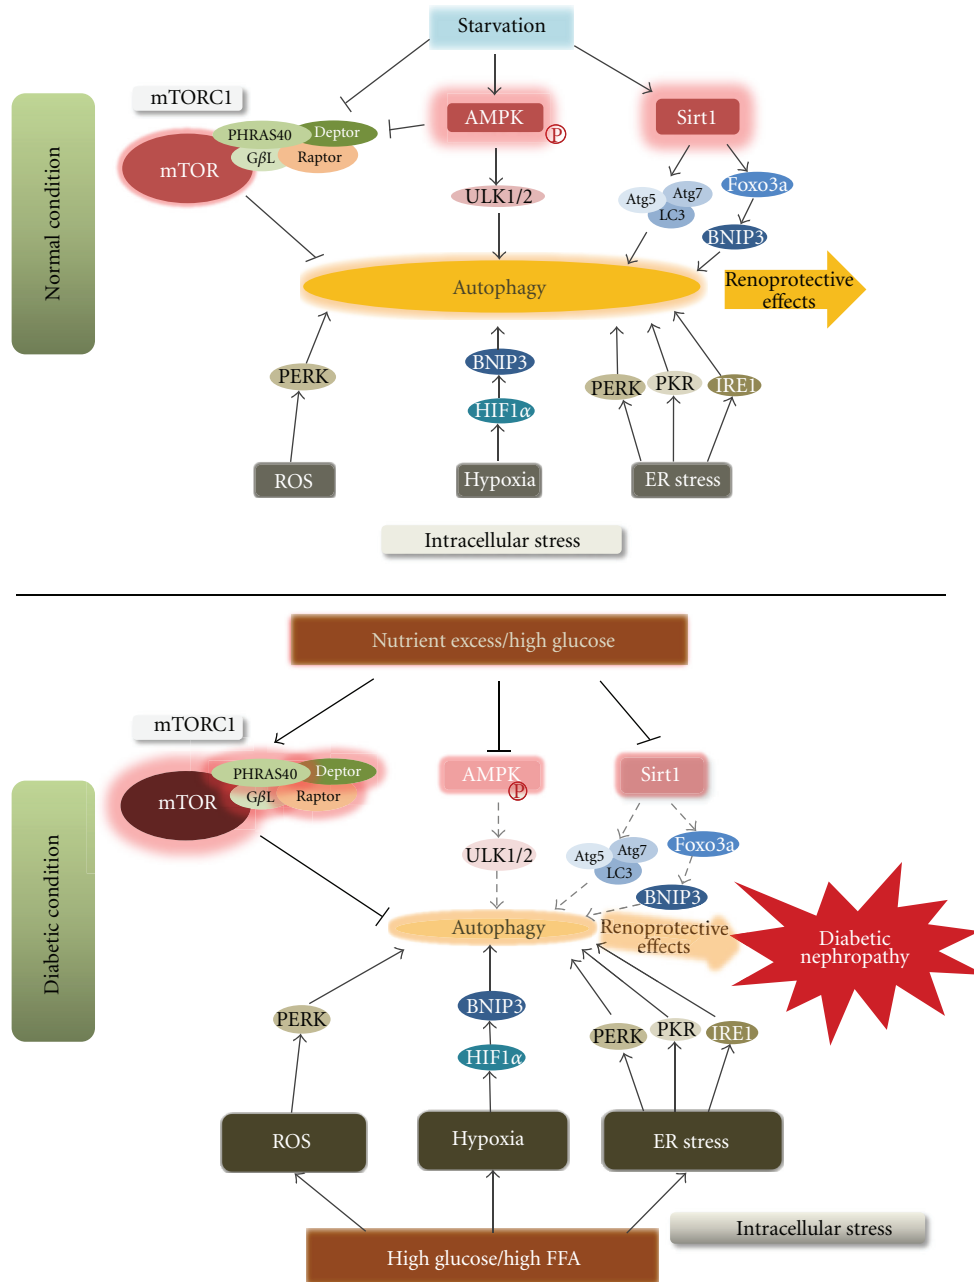 Starvation
mTORC1
PHRAS40
Deptor
GβL
Raptor
mTOR
AMPK
P
Sirt1
ULK1/2
Atg5
Atg7
LC3
Foxo3a
BNIP3
Normal condition
Autophagy
Renoprotective
effects
PERK
BNIP3
HIF1α
PERK
PKR
IRE1
ROS
Hypoxia
ER stress
Intracellular stress
Nutrient excess/high glucose
mTORC1
PHRAS40
Deptor
GβL
Raptor
mTOR
AMPK
P
Sirt1
ULK1/2
Atg5
Atg7
LC3
Foxo3a
BNIP3
Diabetic condition
Autophagy
Renoprotective
effects
Diabetic
nephropathy
PERK
BNIP3
HIF1α
PERK
PKR
IRE1
ROS
Hypoxia
ER stress
Intracellular stress
High glucose/high FFA